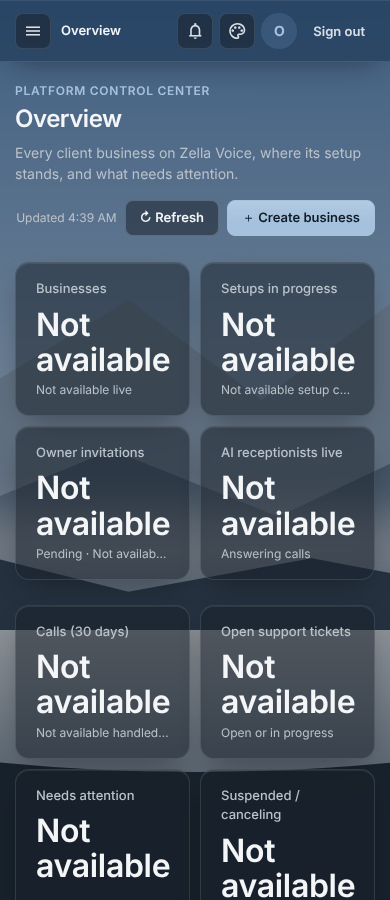 Overview
O
Sign out
PLATFORM CONTROL CENTER
Overview
Every client business on Zella Voice, where its setup
stands, and what needs attention.
Updated 4:39 AM
Refresh
+ Create business
Businesses
Not
available
Not available live
Setups in progress
Not
available
Not available setup c...
Owner invitations
Not
available
Pending · Not availab...
AI receptionists live
Not
available
Answering calls
Calls (30 days)
Not
available
Not available handled...
Open support tickets
Not
available
Open or in progress
Needs attention
Not
available
Suspended /
canceling
Not
available